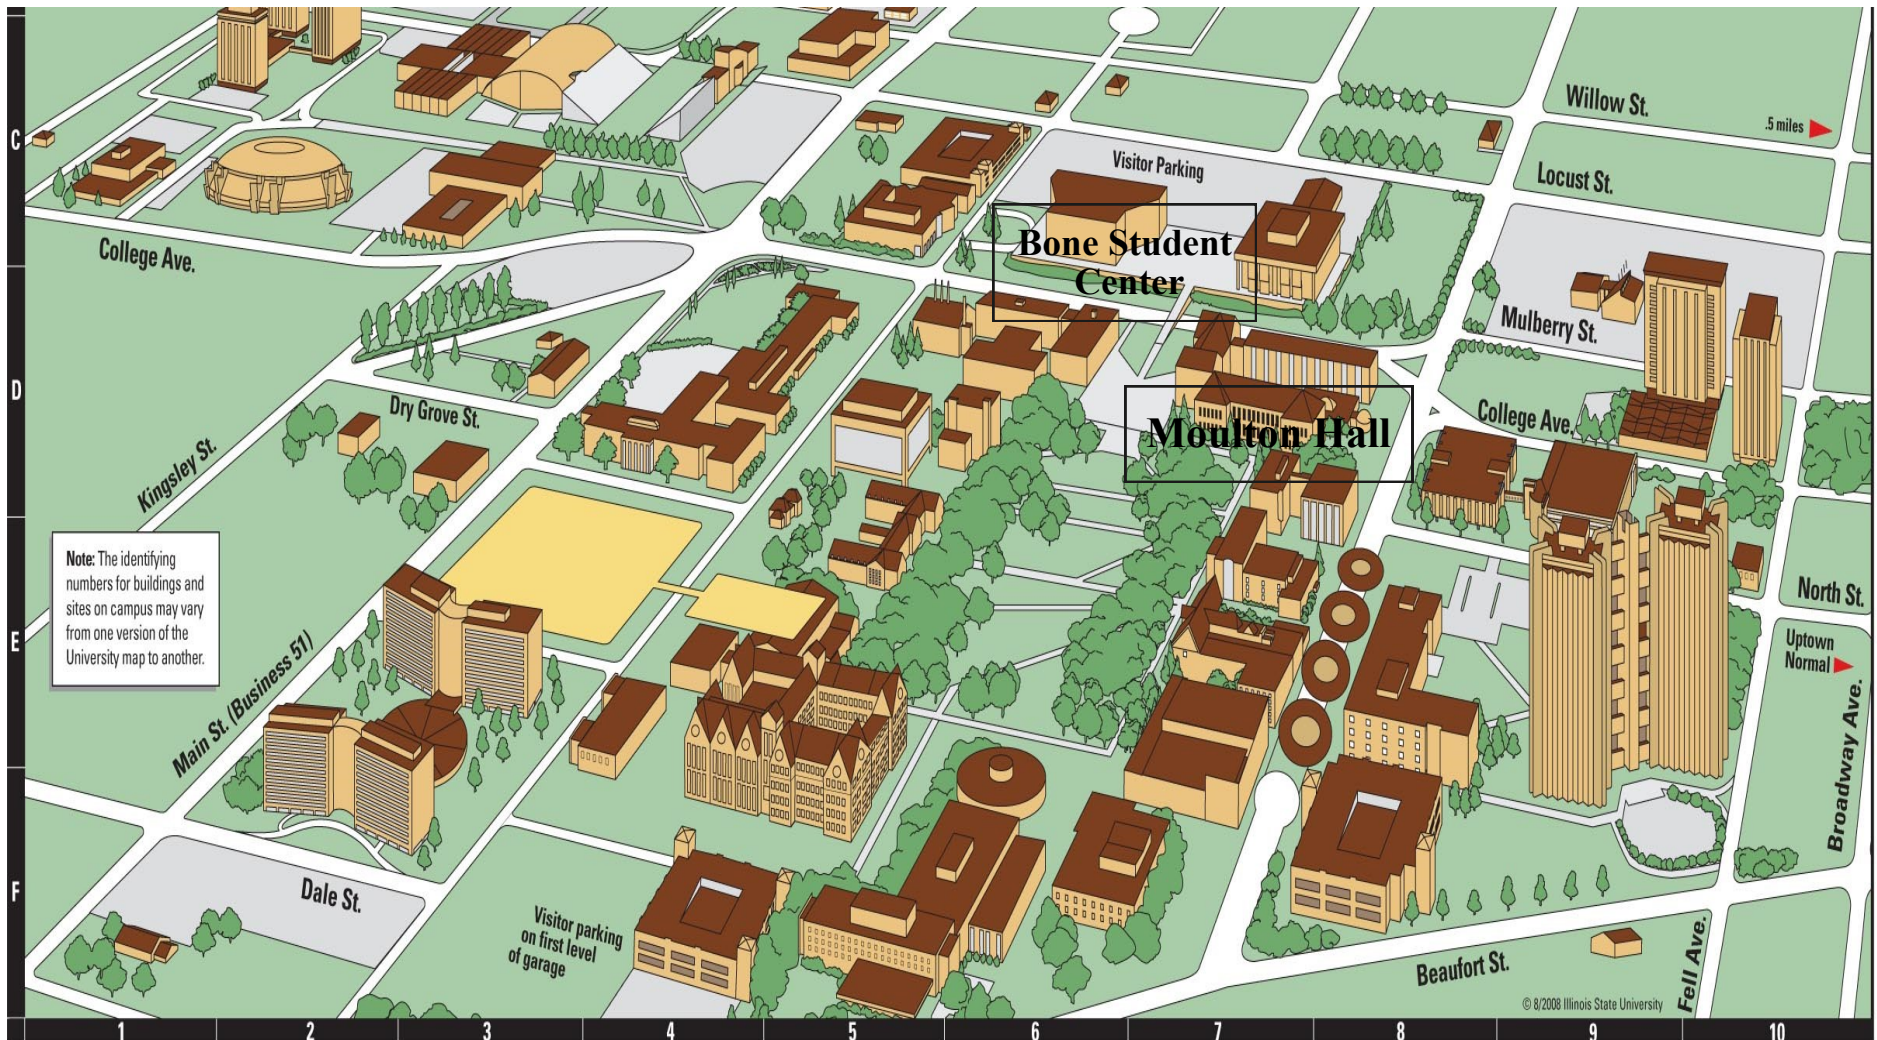 C
D
E
F
Willow St.
.5 miles
Locust St.
Visitor Parking
College Ave.
Bone Student
Center
Mulberry St.
Dry Grove St.
College Ave.
Moulton Hall
Kingsley St.
Note: The identifying
numbers for buildings and
sites on campus may vary
from one version of the
University map to another.
North St.
Uptown
Normal
Main St. (Business 51)
Broadway Ave.
Dale St.
Visitor parking
on first level
of garage
Beaufort St.
Fell Ave.
© 8/2008 Illinois State University
1 2 3 4 5 6 7 8 9 10